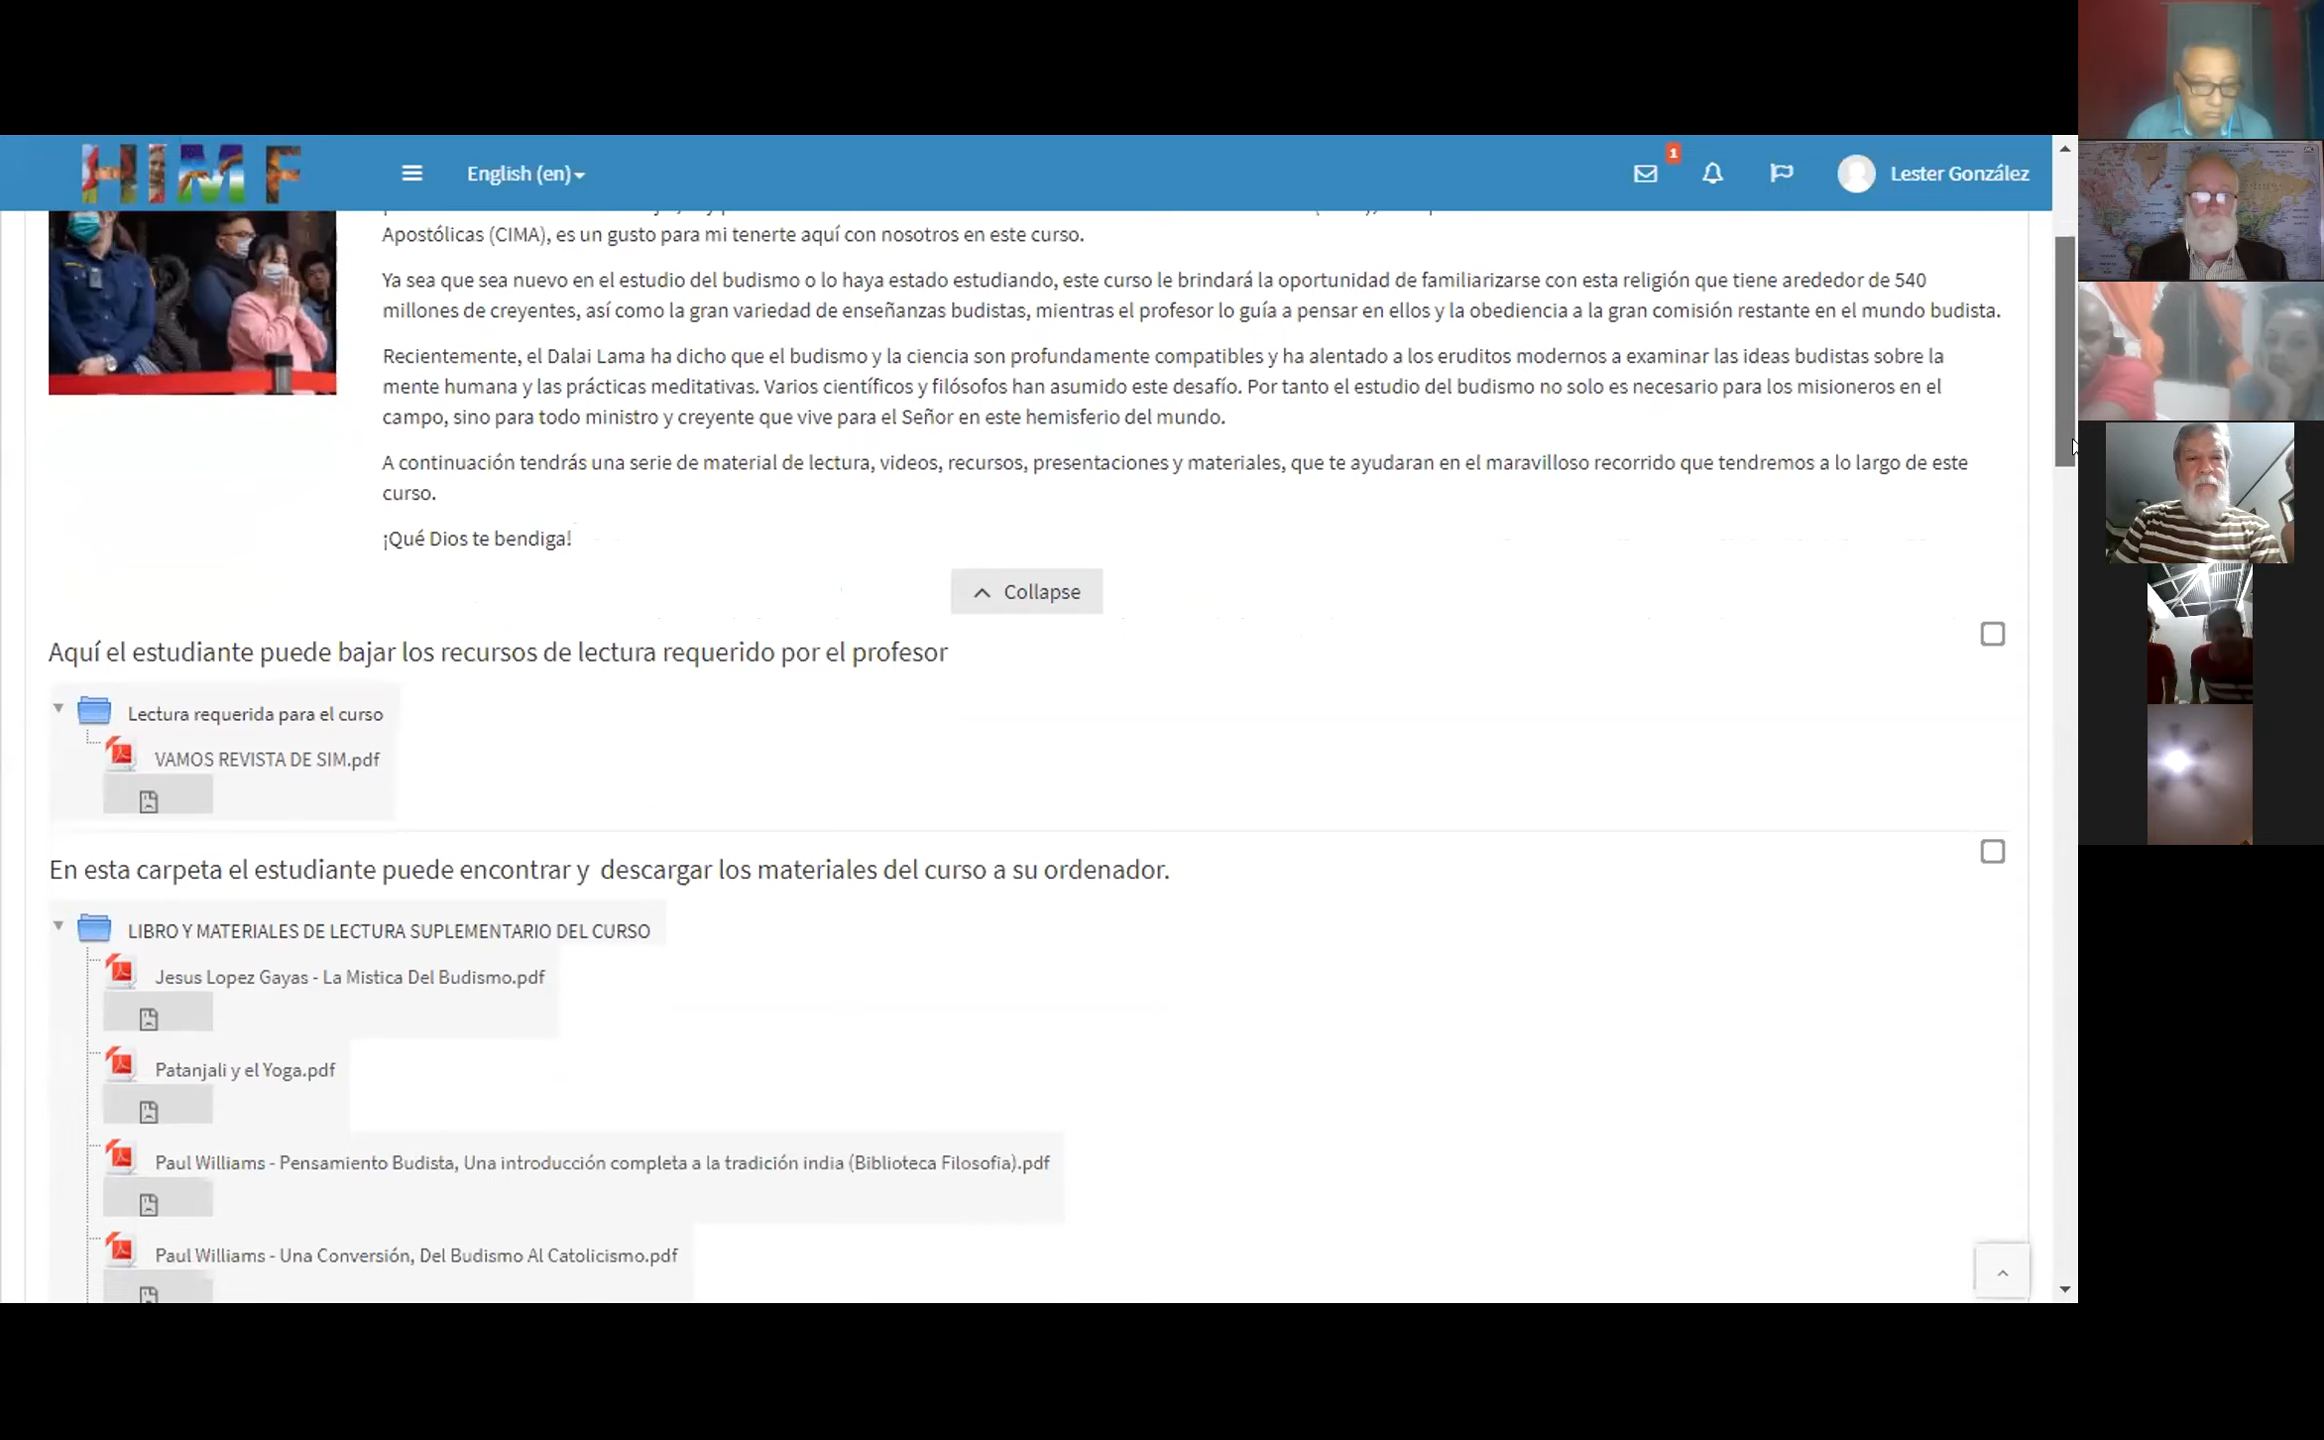 HIMF
English (en)
1
Lester González
Apostólicas (CIMA), es un gusto para mi tenerte aquí con nosotros en este curso.
Ya sea que sea nuevo en el estudio del budismo o lo haya estado estudiando, este curso le brindará la oportunidad de familiarizarse con esta religión que tiene arededor de 540
millones de creyentes, así como la gran variedad de enseñanzas budistas, mientras el profesor lo guía a pensar en ellos y la obediencia a la gran comisión restante en el mundo budista.
Recientemente, el Dalai Lama ha dicho que el budismo y la ciencia son profundamente compatibles y ha alentado a los eruditos modernos a examinar las ideas budistas sobre la
mente humana y las prácticas meditativas. Varios científicos y filósofos han asumido este desafío. Por tanto el estudio del budismo no solo es necesario para los misioneros en el
campo, sino para todo ministro y creyente que vive para el Señor en este hemisferio del mundo.
A continuación tendrás una serie de material de lectura, videos, recursos, presentaciones y materiales, que te ayudaran en el maravilloso recorrido que tendremos a lo largo de este
curso.
¡Qué Dios te bendiga!
Collapse
Aquí el estudiante puede bajar los recursos de lectura requerido por el profesor
Lectura requerida para el curso
VAMOS REVISTA DE SIM.pdf
En esta carpeta el estudiante puede encontrar y descargar los materiales del curso a su ordenador.
LIBRO Y MATERIALES DE LECTURA SUPLEMENTARIO DEL CURSO
Jesus Lopez Gayas - La Mistica Del Budismo.pdf
Patanjali y el Yoga.pdf
Paul Williams - Pensamiento Budista, Una introducción completa a la tradición india (Biblioteca Filosofia).pdf
Paul Williams - Una Conversión, Del Budismo Al Catolicismo.pdf